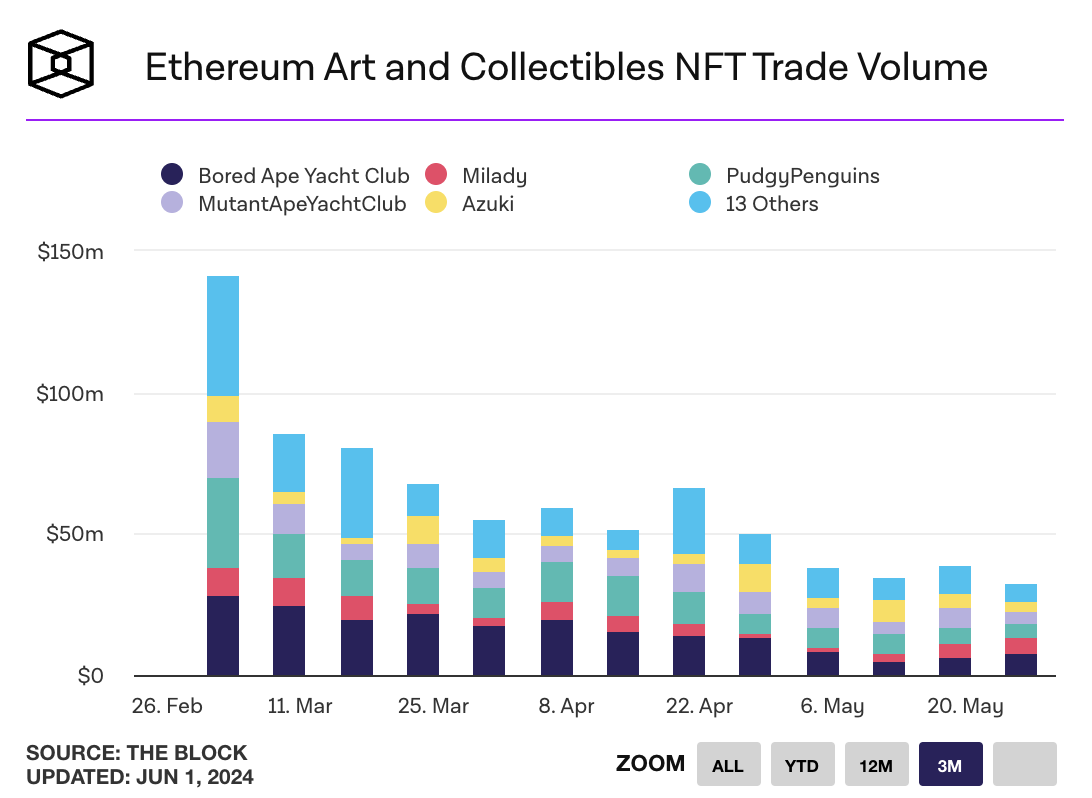 Ethereum Art and Collectibles NFT Trade Volume
Bored Ape Yacht Club Milady PudgyPenguins
MutantApeYachtClub Azuki 13 Others
$150m
$100m
$50m
$0
26. Feb 11. Mar 25. Mar 8. Apr 22. Apr 6. May 20. May
SOURCE: THE BLOCK
UPDATED: JUN 1, 2024
ZOOM ALL YTD 12M 3M